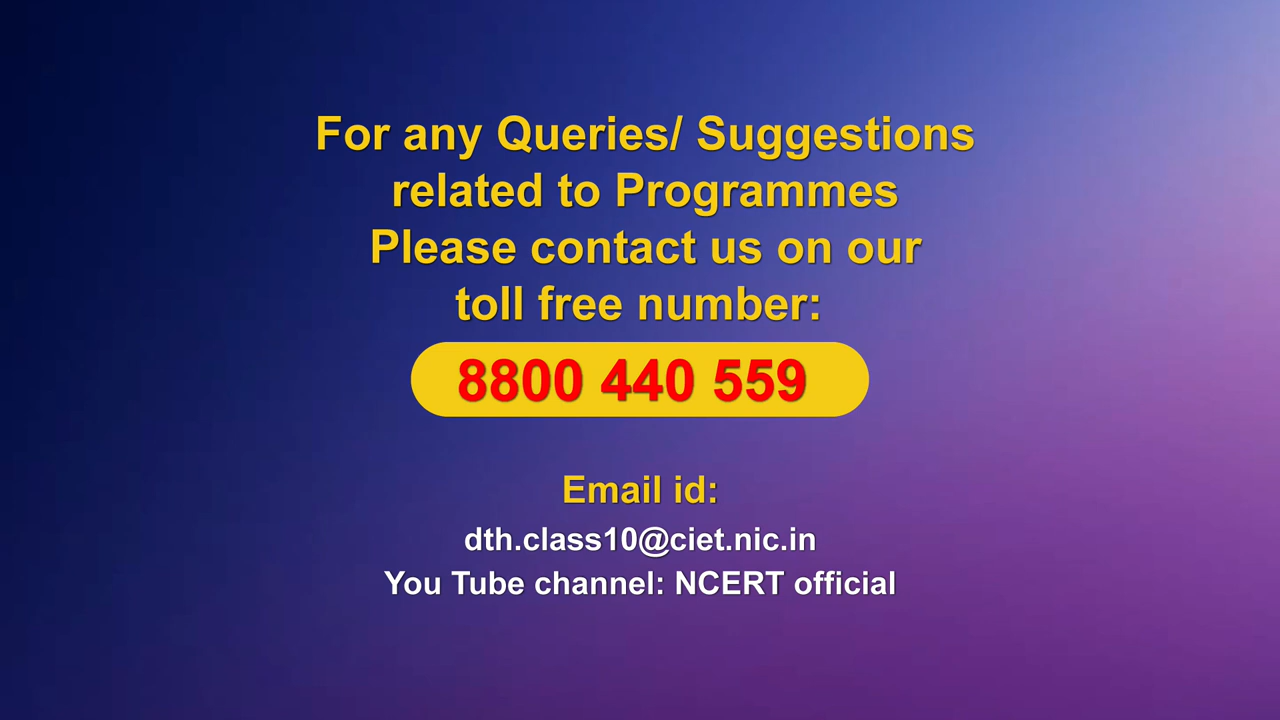 For any Queries/ Suggestions
related to Programmes
Please contact us on our
toll free number:
8800 440 559
Email id:
dth.class10@ciet.nic.in
You Tube channel: NCERT official